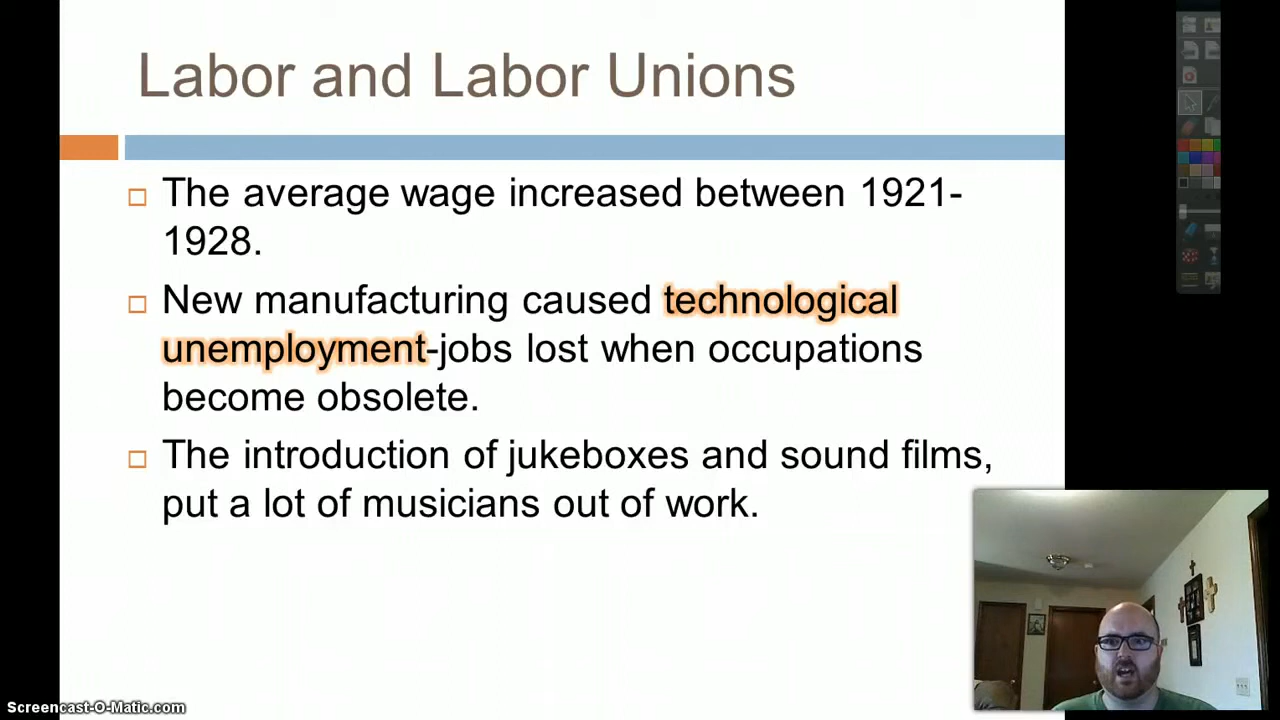 Labor and Labor Unions
The average wage increased between 1921-
1928.
New manufacturing caused technological
unemployment-jobs lost when occupations
become obsolete.
The introduction of jukeboxes and sound films,
put a lot of musicians out of work.
Screencast-O-Matic.com